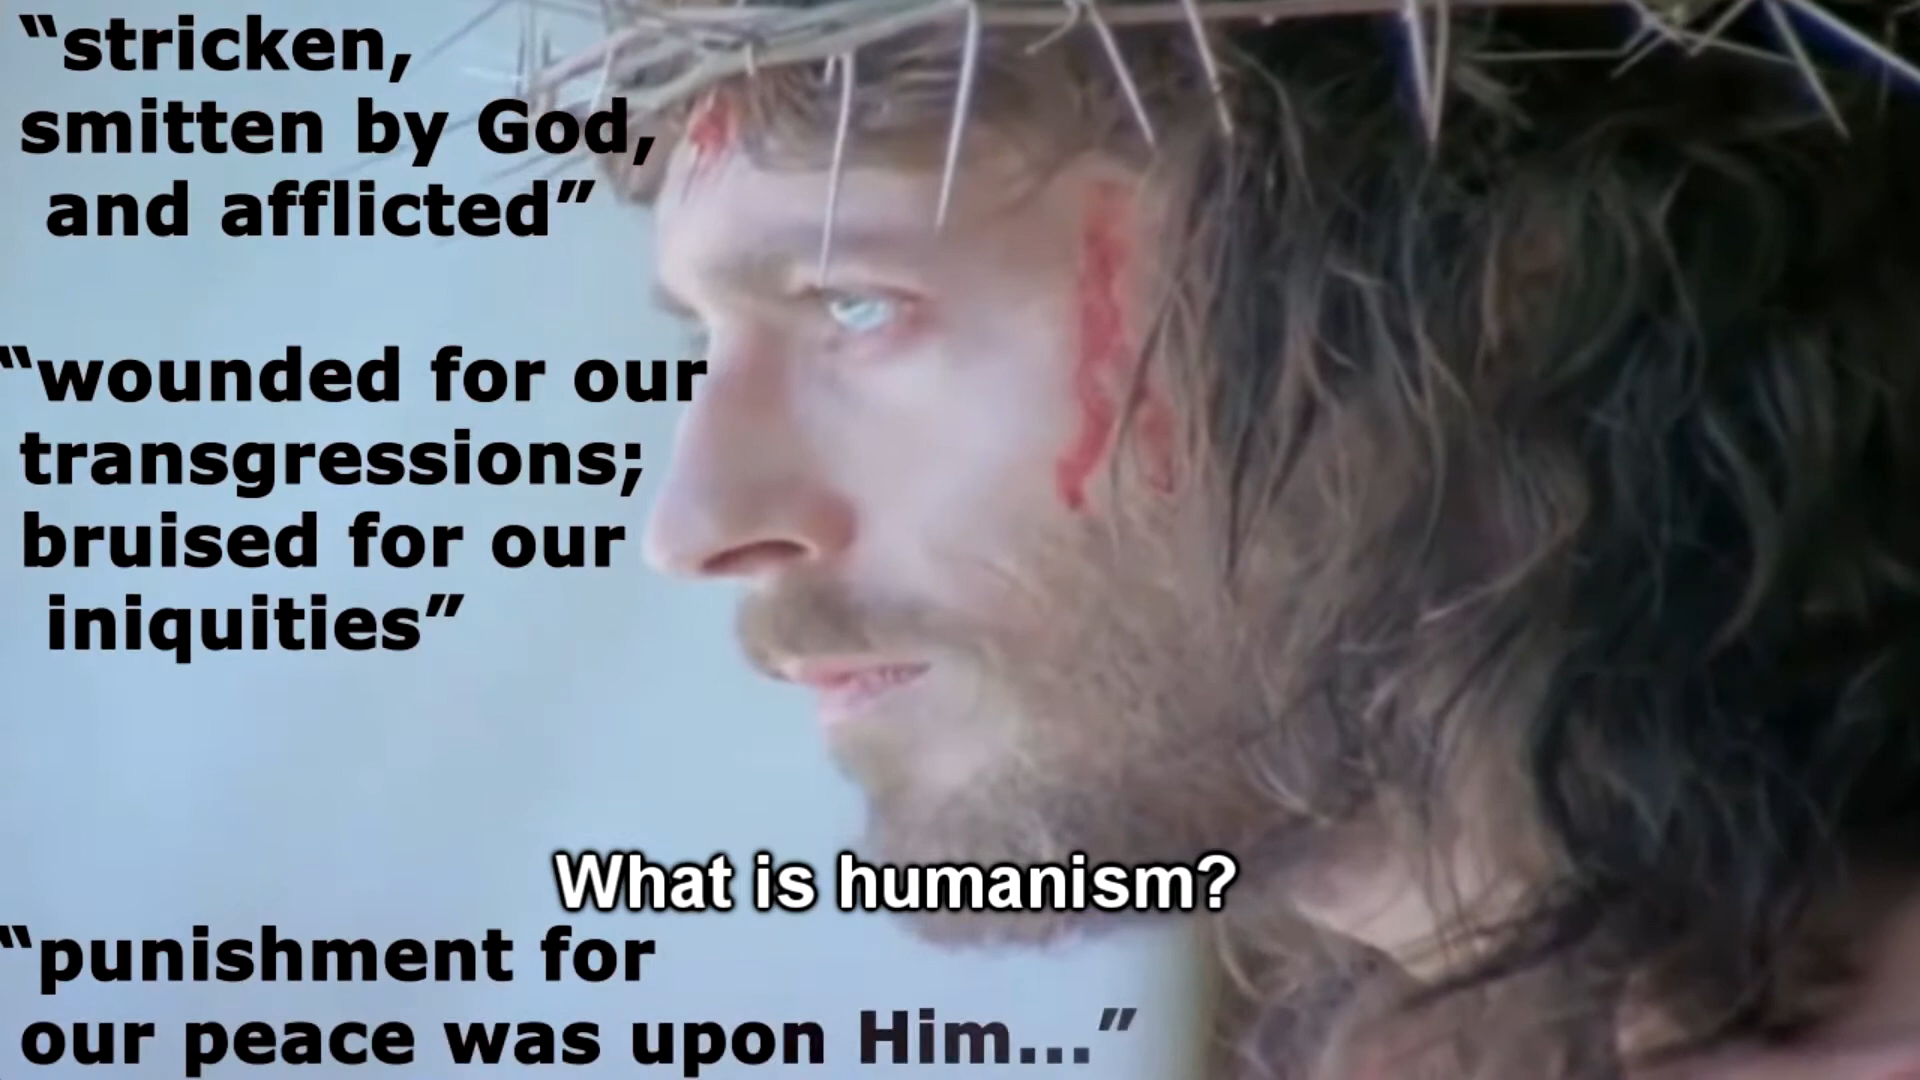 “stricken,
smitten by God,
and afflicted”
“wounded for our
transgressions;
bruised for our
iniquities”
What is humanism?
“punishment for
our peace was upon Him...”